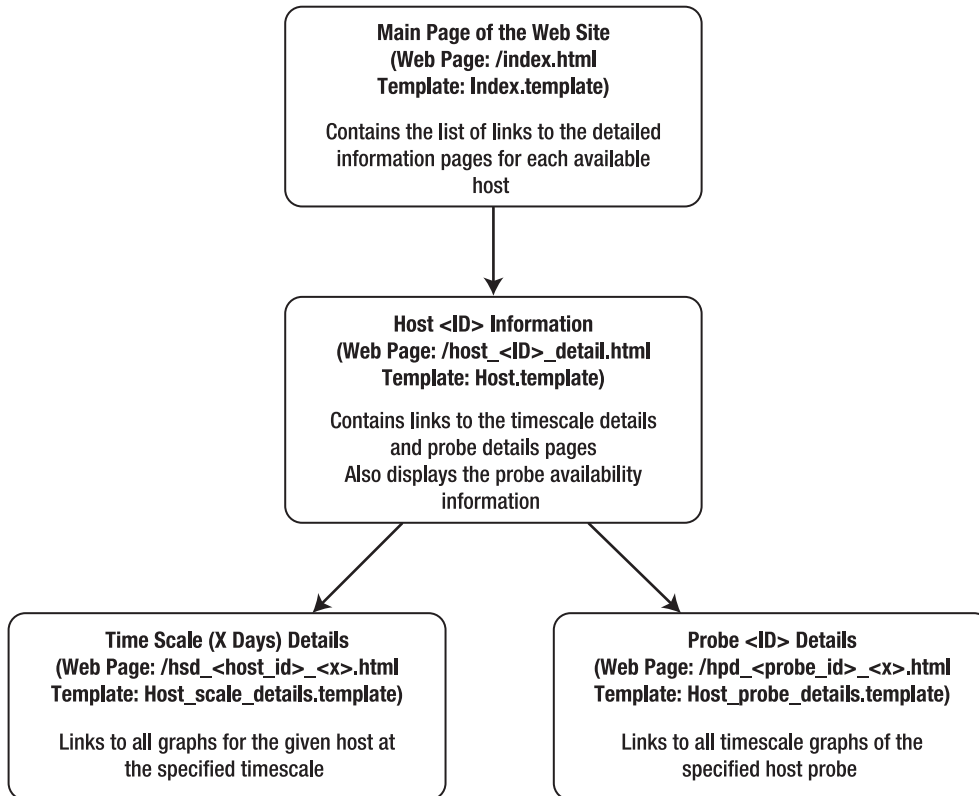 Main Page of the Web Site
(Web Page: /index.html
Template: Index.template)
Contains the list of links to the detailed
information pages for each available
host
Host <ID> Information
(Web Page: /host_<ID>_detail.html
Template: Host.template)
Contains links to the timescale details
and probe details pages
Also displays the probe availability
information
Time Scale (X Days) Details
(Web Page: /hsd_<host_id>_<x>.html
Template: Host_scale_details.template)
Links to all graphs for the given host at
the specified timescale
Probe <ID> Details
(Web Page: /hpd_<probe_id>_<x>.html
Template: Host_probe_details.template)
Links to all timescale graphs of the
specified host probe